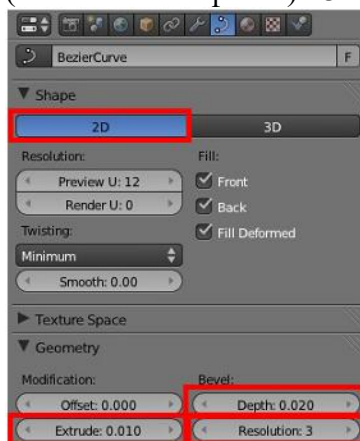 BezierCurve F
Shape
2D 3D
Resolution: Fill:
Preview U: 12 Front
Render U: 0 Back
Twisting: Fill Deformed
Minimum
Smooth: 0.00
Texture Space
Geometry
Modification: Bevel:
Offset: 0.000 Depth: 0.020
Extrude: 0.010 Resolution: 3